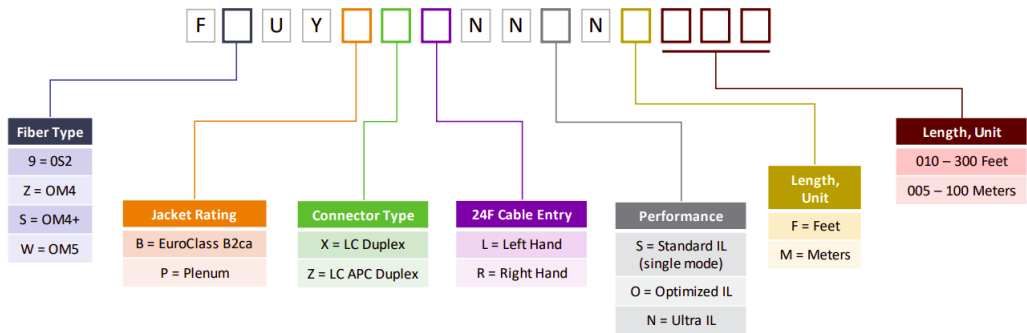 F U Y N N N
Fiber Type
9 = 0S2
Z = OM4
S = OM4+
W = OM5
Jacket Rating
B = EuroClass B2ca
P = Plenum
Connector Type
X = LC Duplex
Z = LC APC Duplex
24F Cable Entry
L = Left Hand
R = Right Hand
Performance
S = Standard IL
(single mode)
O = Optimized IL
N = Ultra IL
Length,
Unit
F = Feet
M = Meters
Length, Unit
010 – 300 Feet
005 – 100 Meters